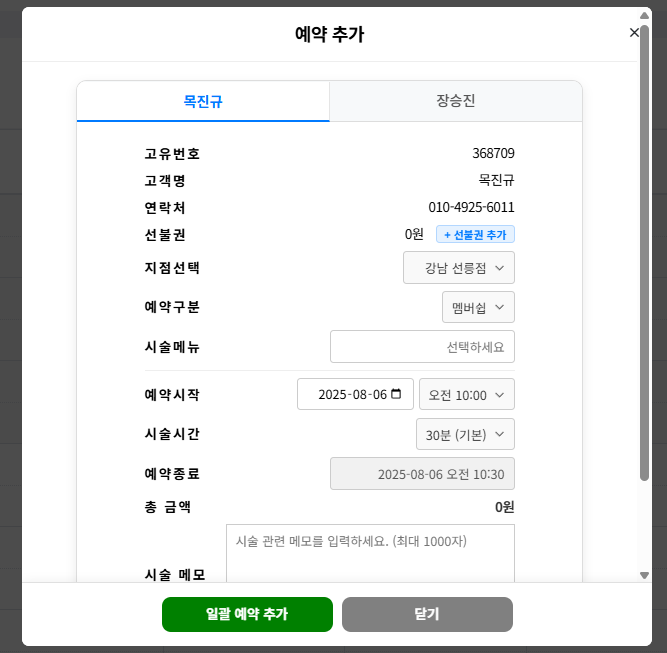 예약 추가
×
목진규 장승진
고유번호 368709
고객명 목진규
연락처 010-4925-6011
선불권 0원 + 선불권 추가
지점선택 강남 선릉점
예약구분 멤버쉽
시술메뉴 선택하세요
예약시작 2025-08-06 오전 10:00
시술시간 30분 (기본)
예약종료 2025-08-06 오전 10:30
총 금액 0원
시술 관련 메모를 입력하세요. (최대 1000자)
시술 메모
일괄 예약 추가 닫기